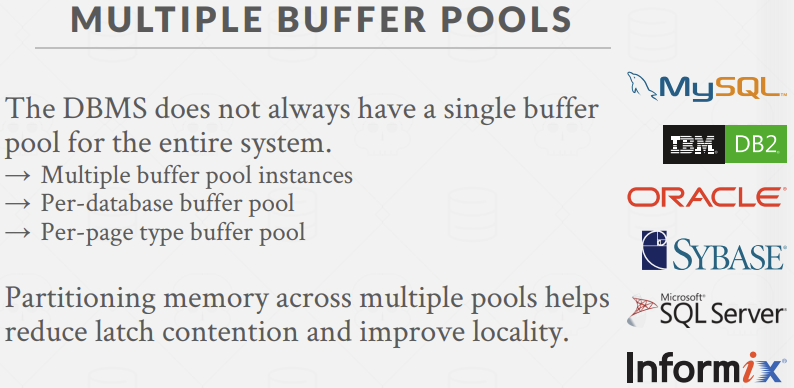 MULTIPLE BUFFER POOLS
The DBMS does not always have a single buffer
pool for the entire system.
→ Multiple buffer pool instances
→ Per-database buffer pool
→ Per-page type buffer pool
Partitioning memory across multiple pools helps
reduce latch contention and improve locality.
MySQL™
IBM® DB2®
ORACLE®
SYBASE®
Microsoft®
SQL Server®
Informix